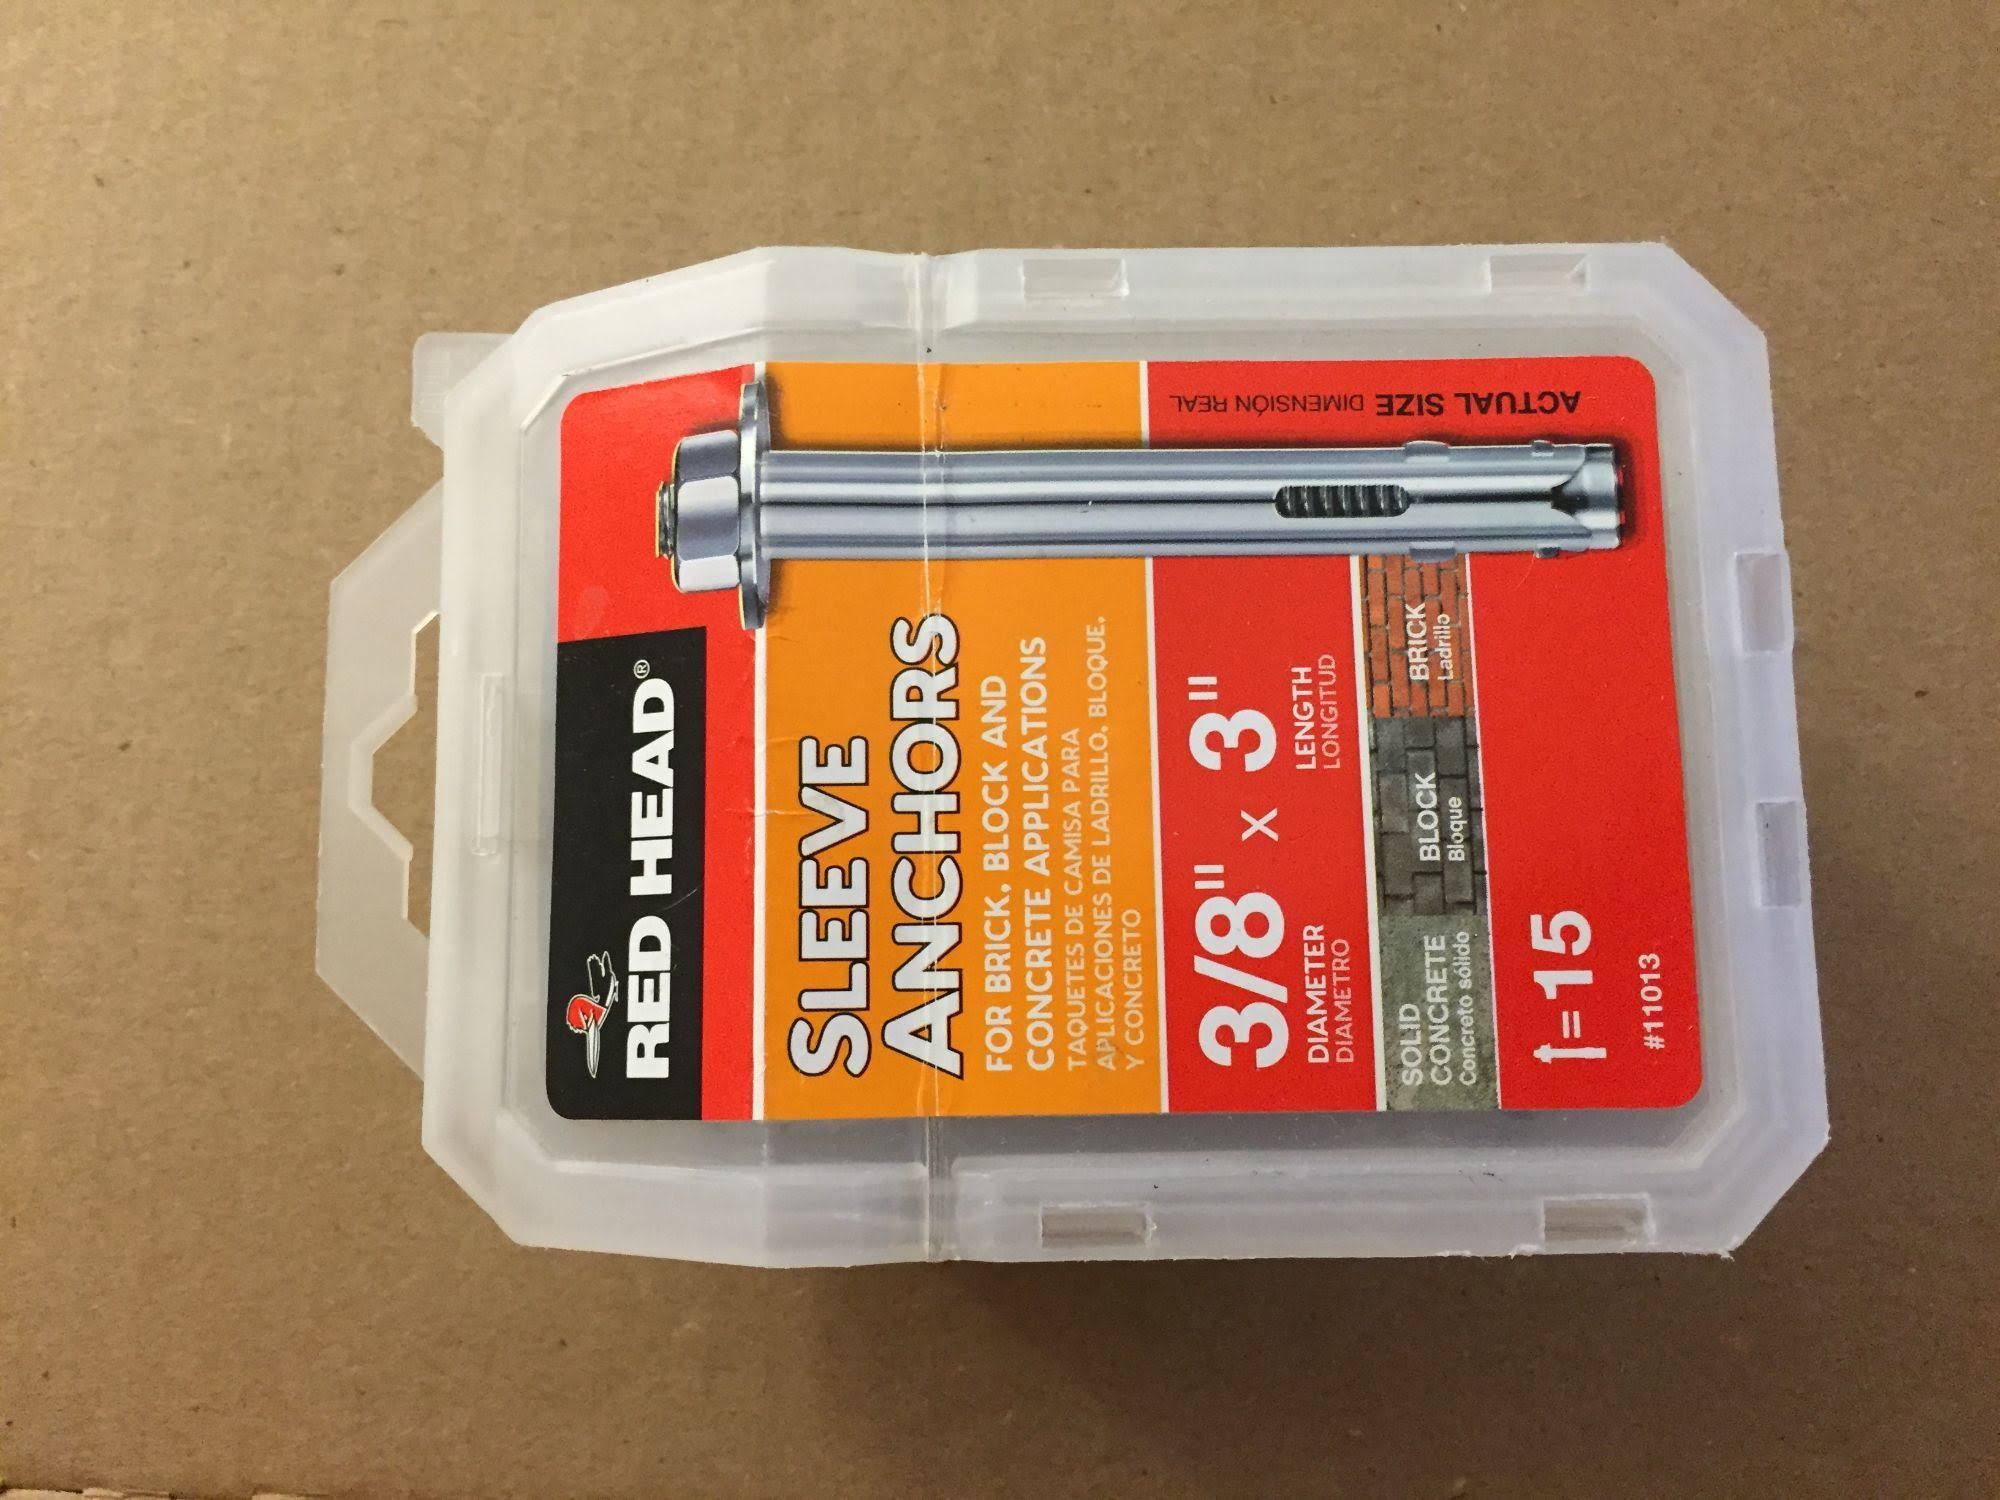 RED HEAD®
SLEEVE
ANCHORS
FOR BRICK, BLOCK AND
CONCRETE APPLICATIONS
TAQUETES DE CAMISA PARA
APLICACIONES DE LADRILLO, BLOQUE,
Y CONCRETO
3/8" x 3"
DIAMETER LENGTH
DIAMETRO LONGITUD
SOLID
CONCRETE
Concreto sólido
BLOCK
Bloque
BRICK
Ladrillo
=15
#11013
ACTUAL SIZE DIMENSIÓN REAL